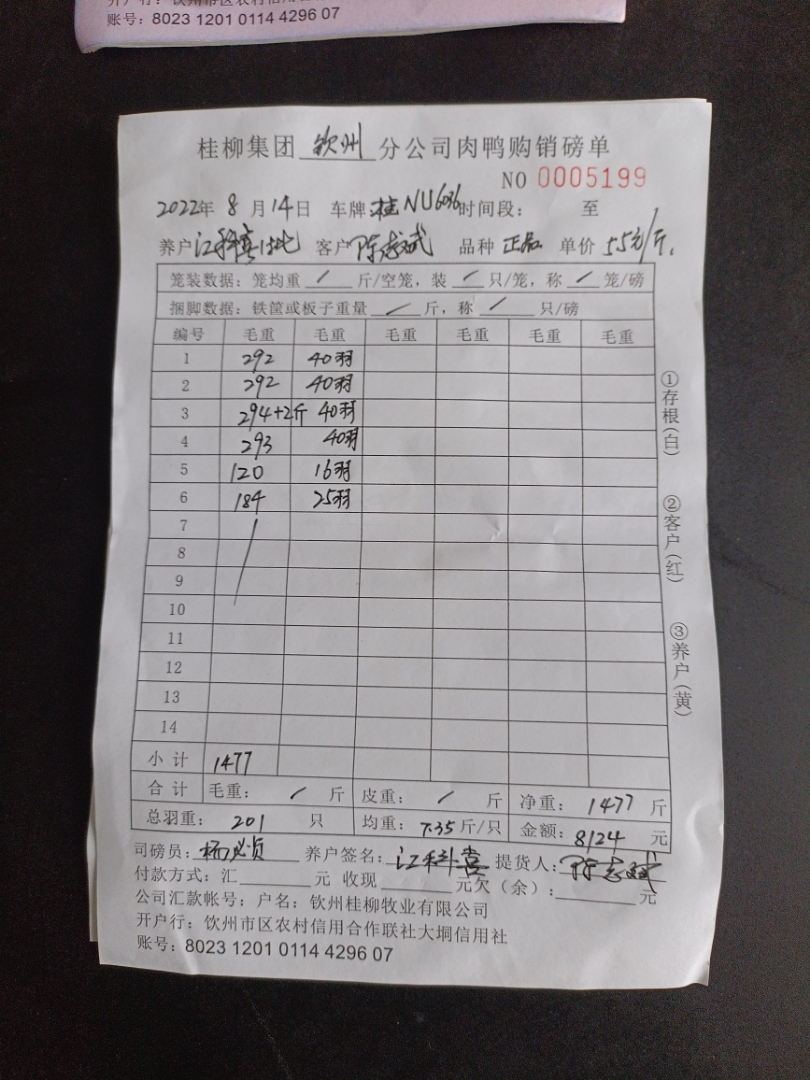 账号：8023 1201 0114 4296 07
桂柳集团 钦州 分公司肉鸭购销磅单
NO 0005199
2022年 8 月 14日 车牌：桂NU6036 时间段： 至
养户 客户 品种 正品 单价 5.5元/斤.
笼装数据：笼均重 / 斤/空笼，装 / 只/笼，称 / 笼/磅
捆脚数据：铁筐或板子重量 / 斤，称 / 只/磅
编号 毛重 毛重 毛重 毛重 毛重 毛重
1 292 40羽
2 292 40羽
3 294+2斤 40羽
4 293 40羽
5 120 16羽
6 184 25羽
7
8
9
10
11
12
13
14
小计 1477
合计 毛重： / 斤 皮重： / 斤 净重： 1477 斤
总羽重： 201 只 均重： 7.35 斤/只 金额： 8124 元
司磅员： 养户签名： 江科喜 提货人： 陈志斌
付款方式：汇 元 收现 元欠（余）： 元
公司汇款帐号：户名：钦州桂柳牧业有限公司
开户行：钦州市区农村信用合作联社大垌信用社
账号：8023 1201 0114 4296 07
①存根（白）
②客户（红）
③养户（黄）